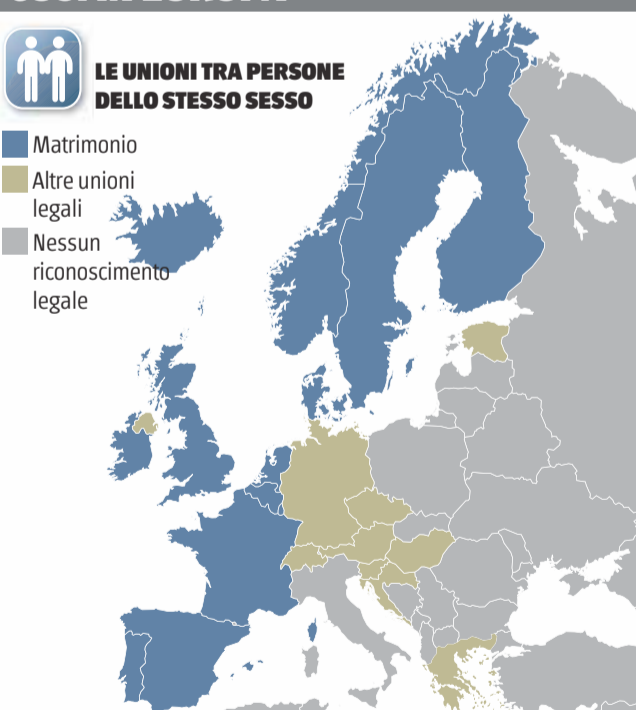 LE UNIONI TRA PERSONE
DELLO STESSO SESSO
Matrimonio
Altre unioni
legali
Nessun
riconoscimento
legale